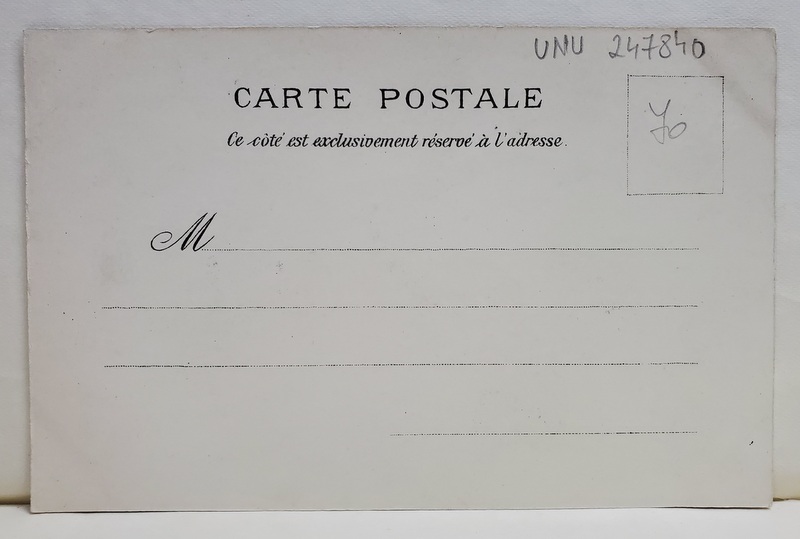 UNU 247840
CARTE POSTALE
Ce côté est exclusivement réservé à l'adresse.
M